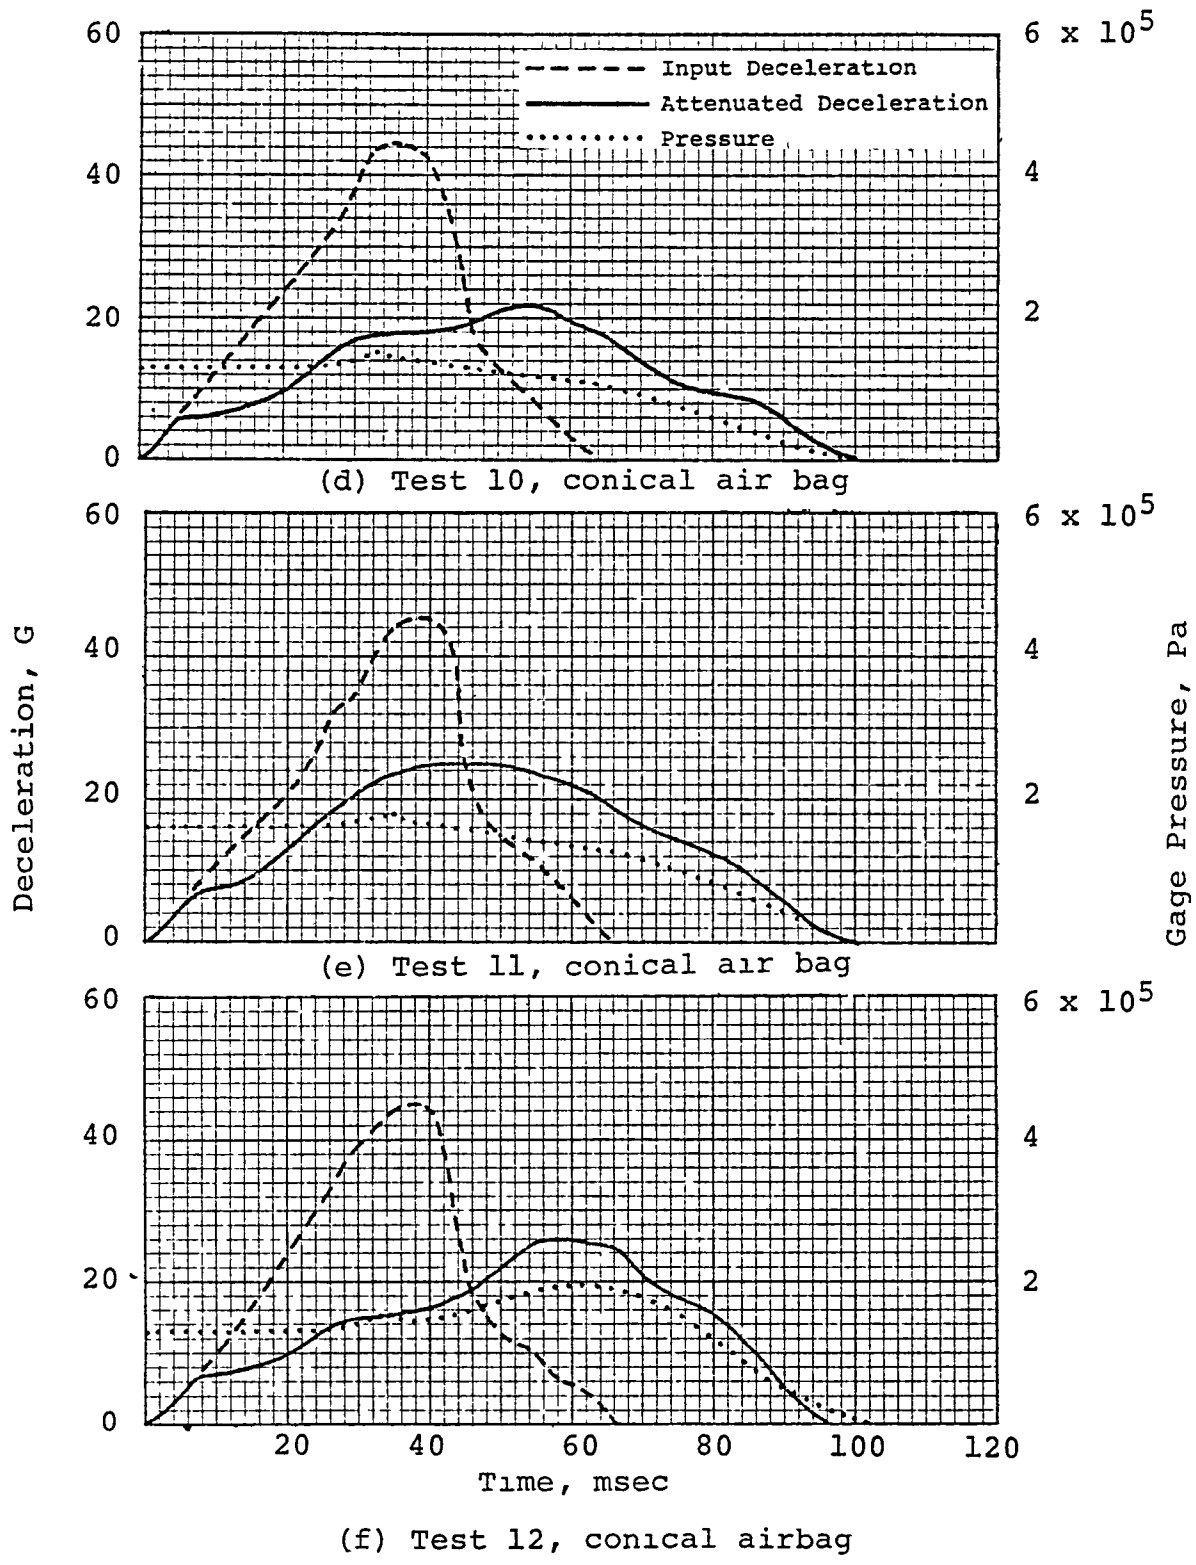 60
6 x 10^5
Input Deceleration
Attenuated Deceleration
Pressure
40
4
20
2
0
(d) Test 10, conical air bag
60
6 x 10^5
40
4
20
2
0
(e) Test 11, conical air bag
Deceleration, G
Gage Pressure, Pa
60
6 x 10^5
40
4
20
2
0
20 40 60 80 100 120
Time, msec
(f) Test 12, conical airbag